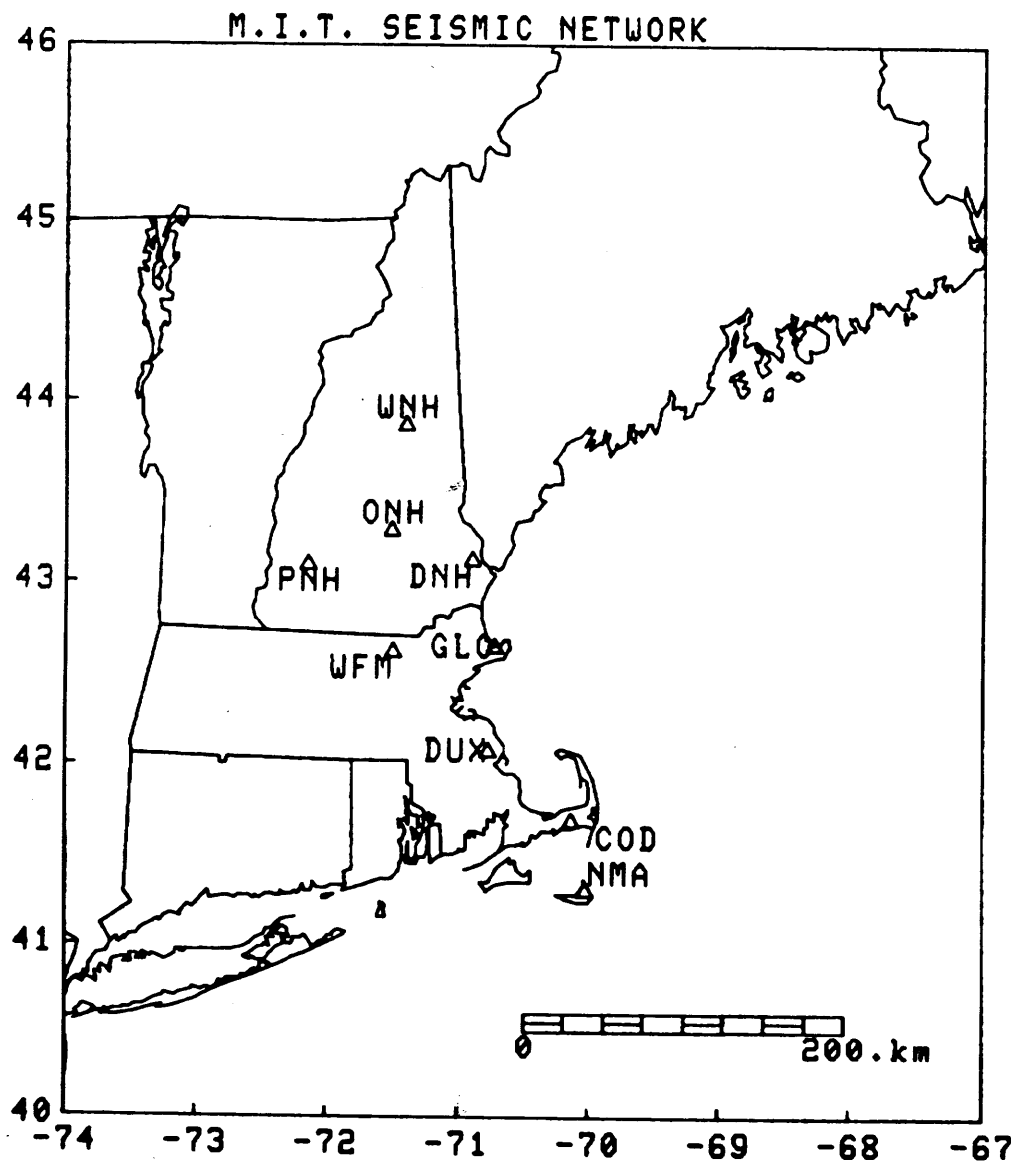 M.I.T. SEISMIC NETWORK
46
45
44
WNH
ONH
43
PNH
DNH
GLO
WFM
42
DUX
COD
NMA
41
0
200.km
40
-74 -73 -72 -71 -70 -69 -68 -67